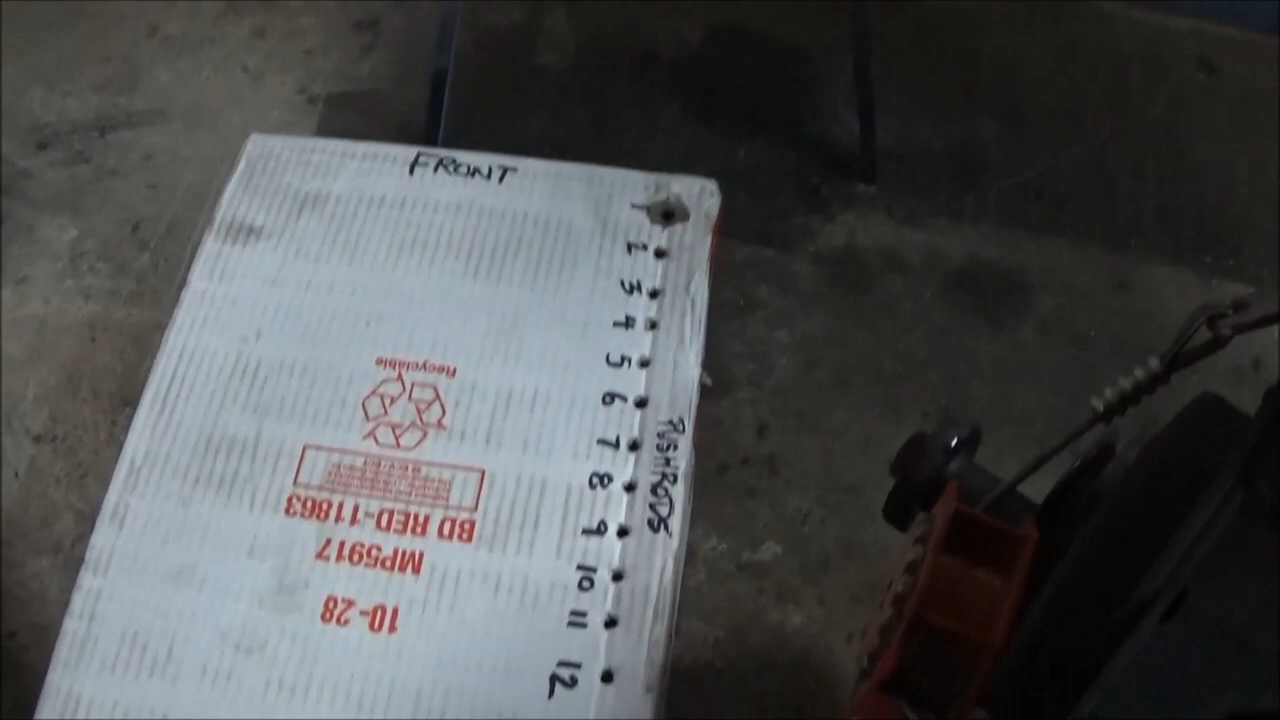 FRONT
1
2
3
4
5
6
7
8
9
10
11
12
PUSHRODS
Recyclable
BD RED-11863
MP5917
10-28